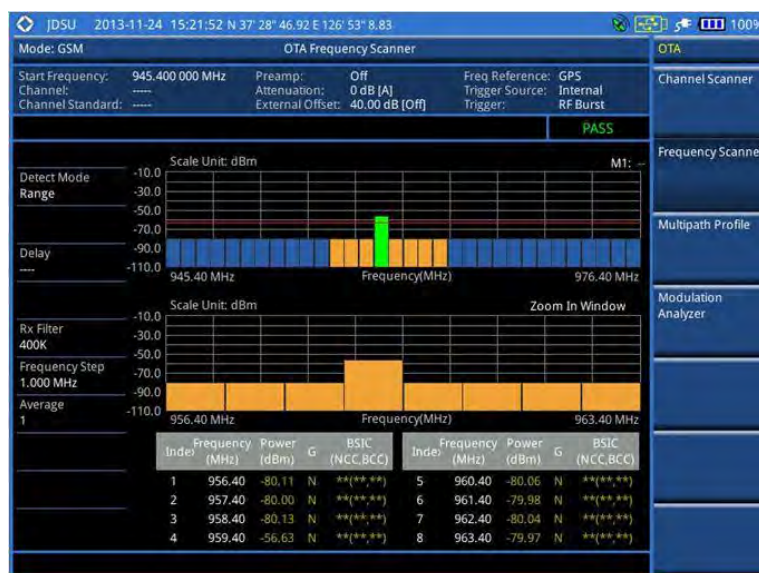 JDSU 2013-11-24 15:21:52 N 37' 28" 46.92 E 126' 53" 8.83 100%
Mode: GSM OTA Frequency Scanner OTA
Start Frequency: 945.400 000 MHz Preamp: Off Freq Reference: GPS
Channel: ----- Attenuation: 0 dB [A] Trigger Source: Internal
Channel Standard: ----- External Offset: 40.00 dB [Off] Trigger: RF Burst
Channel Scanner
PASS
Frequency Scanne
Scale Unit: dBm M1: --
Detect Mode
Range
-10.0
-30.0
-50.0
-70.0
-90.0
-110.0
Delay
----
945.40 MHz Frequency(MHz) 976.40 MHz
Multipath Profile
Modulation
Analyzer
Scale Unit: dBm Zoom In Window
-10.0
-30.0
-50.0
-70.0
-90.0
-110.0
Rx Filter
400K
Frequency Step
1.000 MHz
Average
1
956.40 MHz Frequency(MHz) 963.40 MHz
Index Frequency (MHz) Power (dBm) G BSIC (NCC,BCC) Index Frequency (MHz) Power (dBm) G BSIC (NCC,BCC)
1 956.40 -80.11 N **(**,**) 5 960.40 -80.06 N **(**,**)
2 957.40 -80.00 N **(**,**) 6 961.40 -79.98 N **(**,**)
3 958.40 -80.13 N **(**,**) 7 962.40 -80.04 N **(**,**)
4 959.40 -56.63 N **(**,**) 8 963.40 -79.97 N **(**,**)